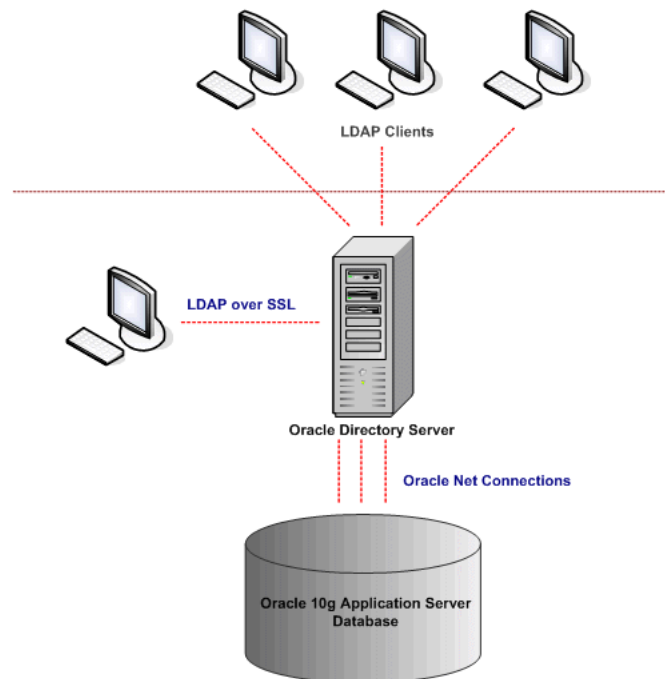 LDAP Clients
LDAP over SSL
Oracle Directory Server
Oracle Net Connections
Oracle 10g Application Server
Database